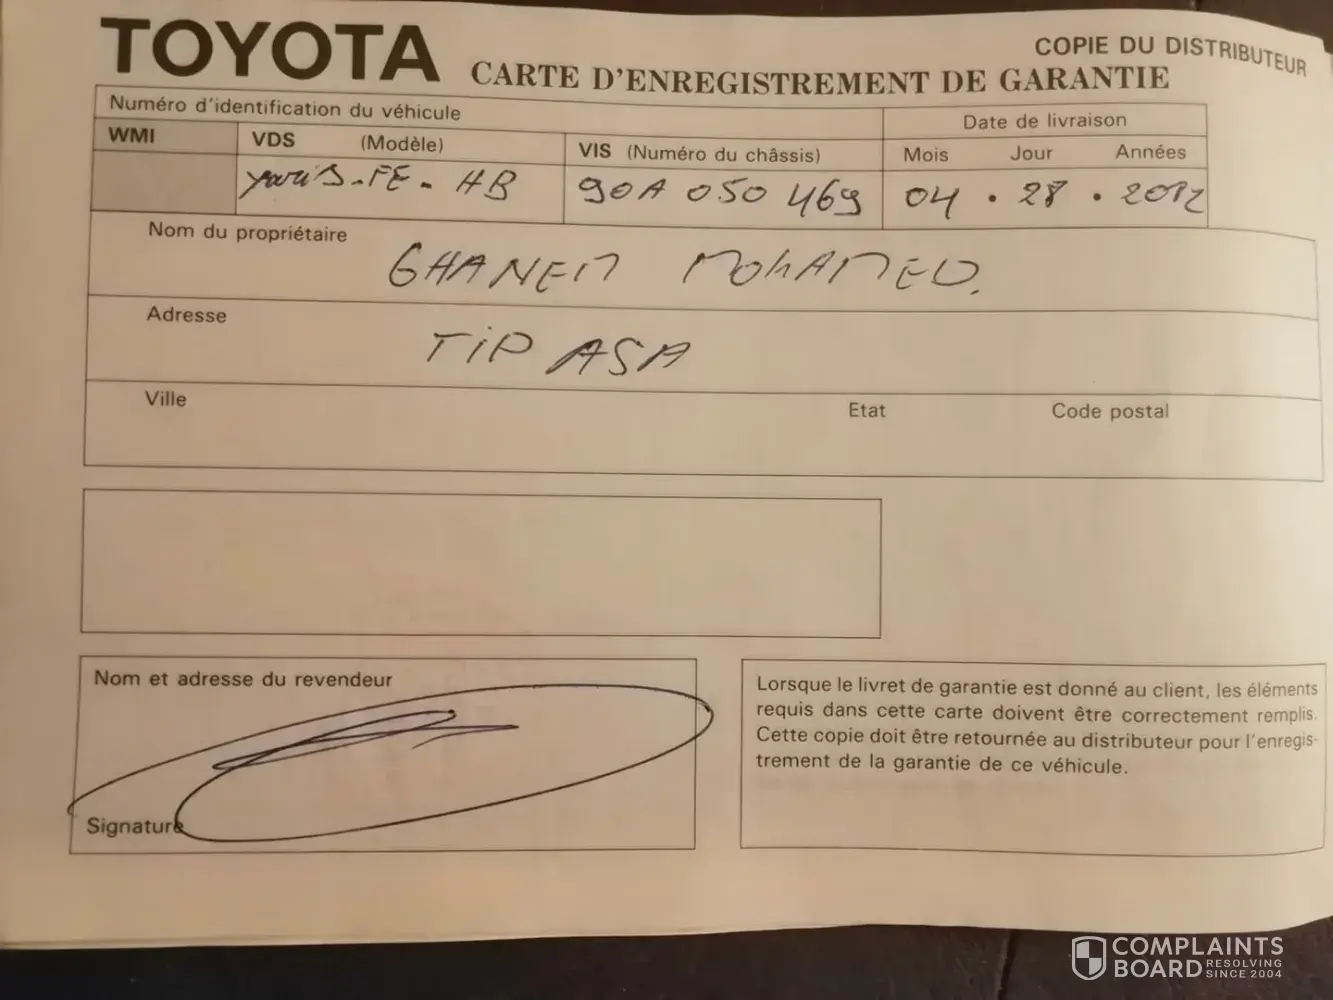 TOYOTA
COPIE DU DISTRIBUTEUR
CARTE D'ENREGISTREMENT DE GARANTIE
Numéro d'identification du véhicule
Date de livraison
WMI VDS (Modèle) VIS (Numéro du châssis) Mois Jour Années
yariS-FE-HB 90A 050 469 04 . 28 . 2012
Nom du propriétaire
GHANEM MOHAMED.
Adresse
TiPASA
Ville Etat Code postal
Nom et adresse du revendeur
Signature
Lorsque le livret de garantie est donné au client, les éléments
requis dans cette carte doivent être correctement remplis.
Cette copie doit être retournée au distributeur pour l'enregis-
trement de la garantie de ce véhicule.
COMPLAINTS
BOARD RESOLVING
SINCE 2004